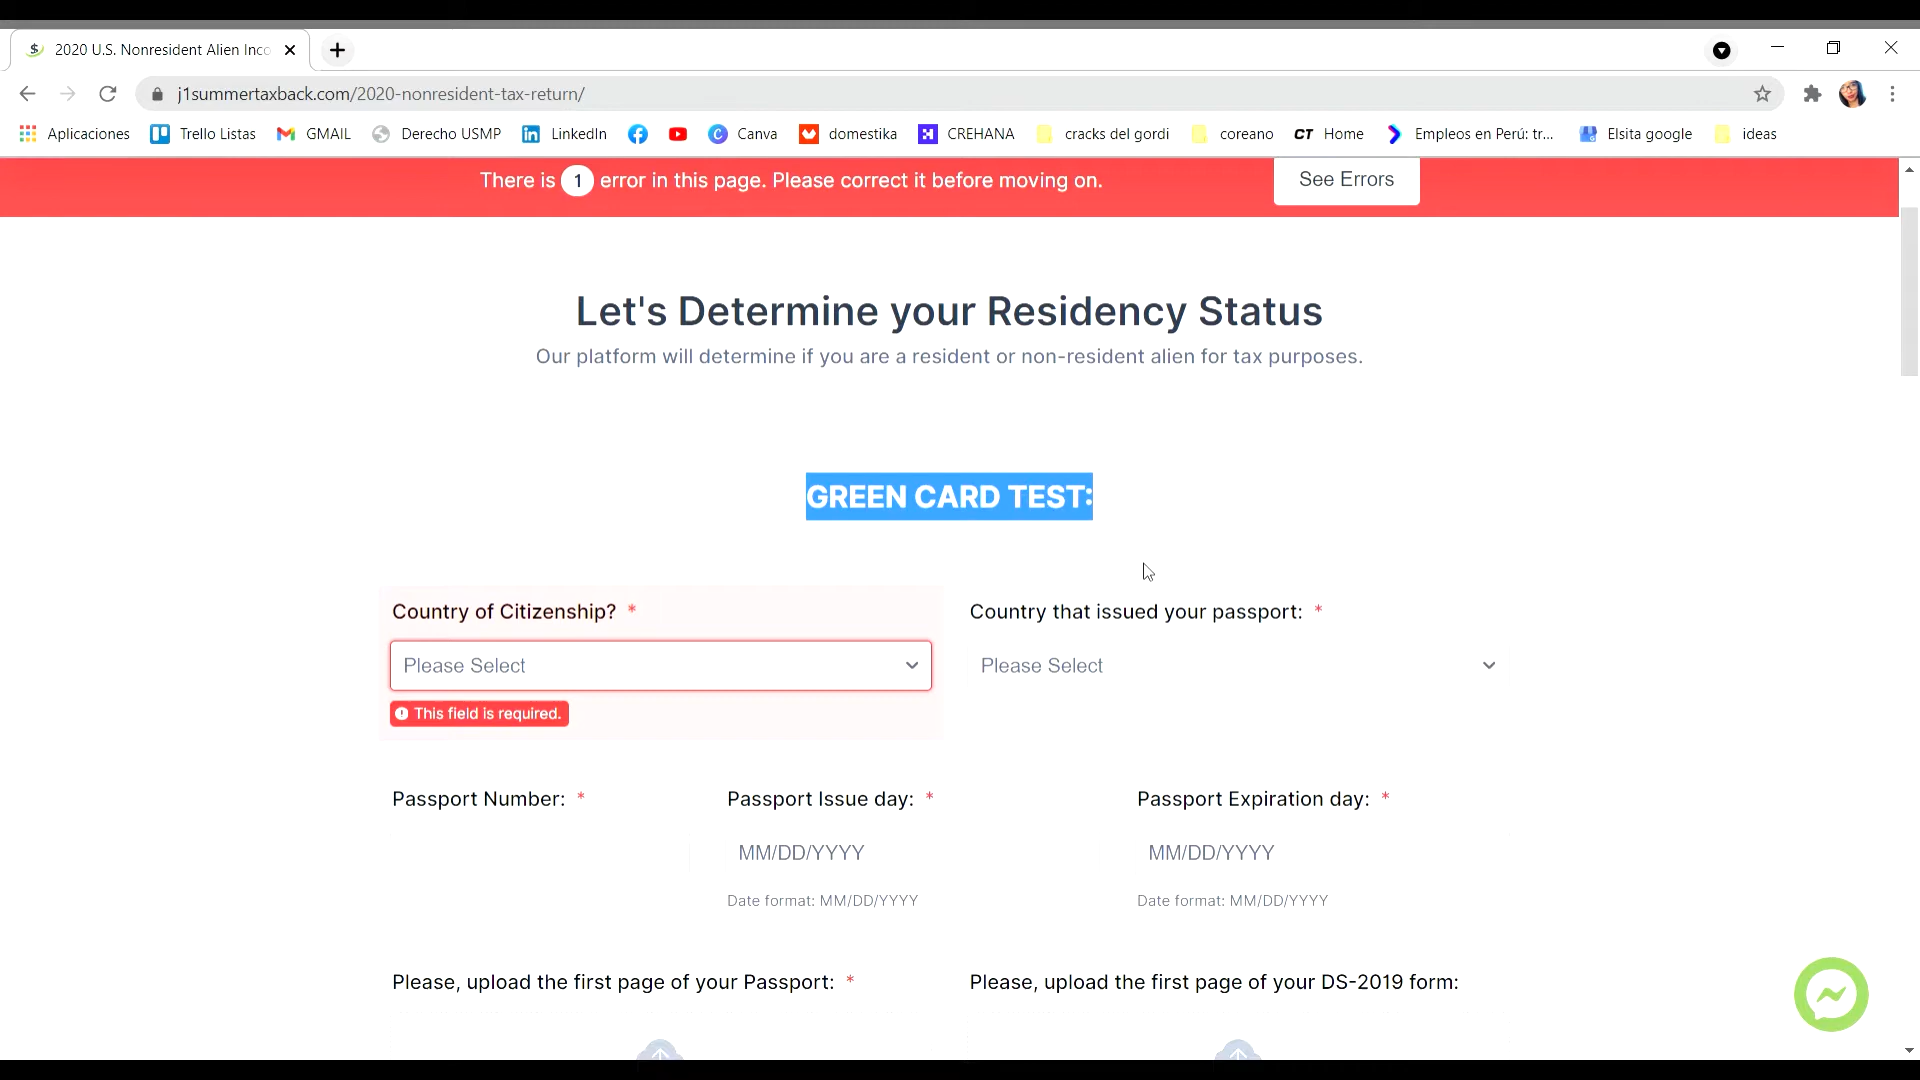 $ 2020 U.S. Nonresident Alien Inco
j1summertaxback.com/2020-nonresident-tax-return/
Aplicaciones Trello Listas GMAIL Derecho USMP LinkedIn Canva domestika CREHANA cracks del gordi coreano CT Home Empleos en Perú: tr... Elsita google ideas
There is 1 error in this page. Please correct it before moving on. See Errors
Let's Determine your Residency Status
Our platform will determine if you are a resident or non-resident alien for tax purposes.
GREEN CARD TEST:
Country of Citizenship? * Country that issued your passport: *
Please Select Please Select
This field is required.
Passport Number: * Passport Issue day: * Passport Expiration day: *
MM/DD/YYYY MM/DD/YYYY
Date format: MM/DD/YYYY Date format: MM/DD/YYYY
Please, upload the first page of your Passport: * Please, upload the first page of your DS-2019 form: